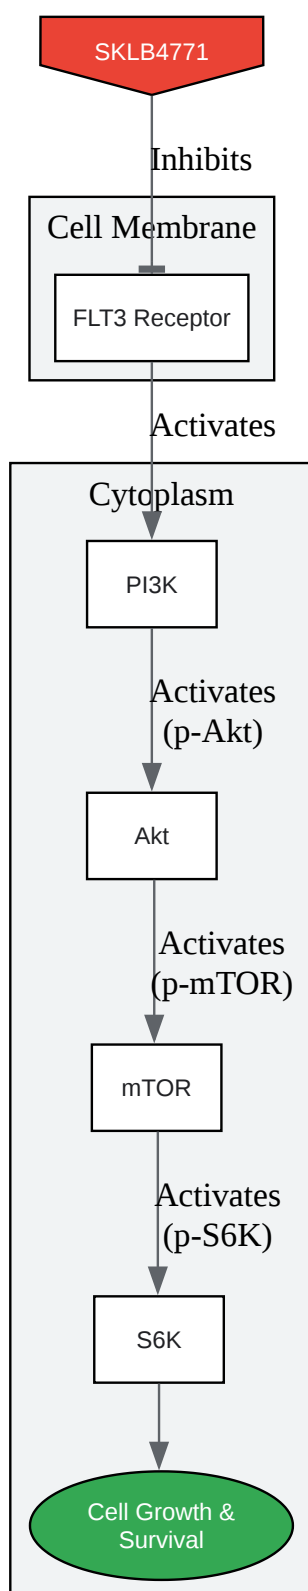 SKLB4771
Inhibits
Cell Membrane
FLT3 Receptor
Activates
Cytoplasm
PI3K
Activates
(p-Akt)
Akt
Activates
(p-mTOR)
mTOR
Activates
(p-S6K)
S6K
Cell Growth &
Survival